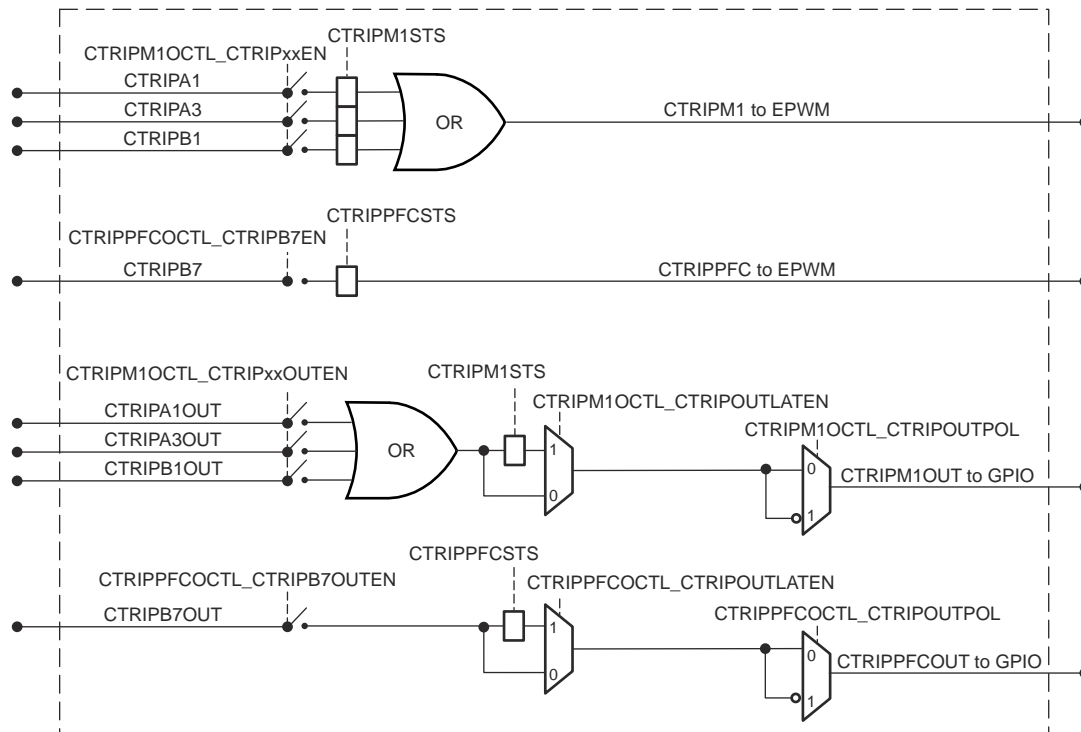 CTRIPM1STS
CTRIPM1OCTL_CTRIPxxEN
CTRIPA1
CTRIPA3
CTRIPB1
OR
CTRIPM1 to EPWM
CTRIPPFCSTS
CTRIPPFCOCTL_CTRIPB7EN
CTRIPB7
CTRIPPFC to EPWM
CTRIPM1OCTL_CTRIPxxOUTEN
CTRIPM1STS
CTRIPM1OCTL_CTRIPOUTLATEN
CTRIPA1OUT
CTRIPA3OUT
CTRIPB1OUT
OR
1
0
CTRIPM1OCTL_CTRIPOUTPOL
0
1
CTRIPM1OUT to GPIO
CTRIPPFCSTS
CTRIPPFCOCTL_CTRIPB7OUTEN
CTRIPPFCOCTL_CTRIPOUTLATEN
CTRIPB7OUT
1
0
CTRIPPFCOCTL_CTRIPOUTPOL
0
1
CTRIPPFCOUT to GPIO